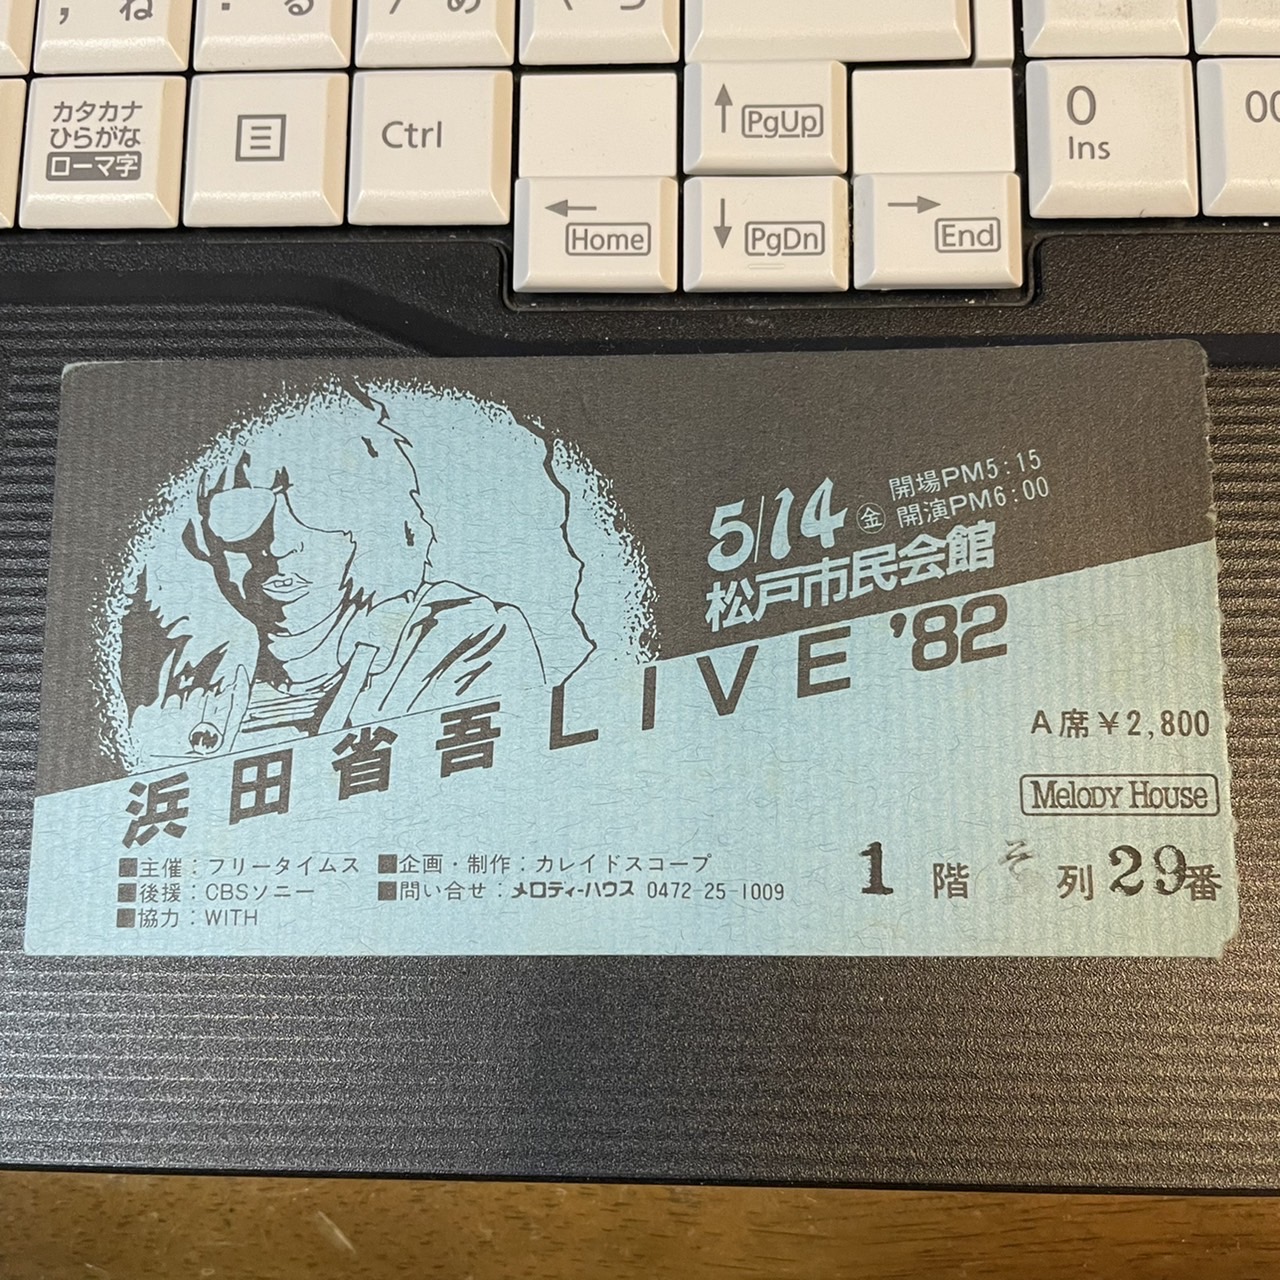 , ね
. る
/ め
カタカナ
ひらがな
ローマ字
Ctrl
PgUp
Home
PgDn
End
0
Ins
00
5/14 ㊎ 開場PM5:15
開演PM6:00
松戸市民会館
浜田省吾 LIVE '82
A席¥2,800
Melody House
■主催:フリータイムス ■企画・制作:カレイドスコープ
■後援:CBSソニー ■問い合せ:メロディーハウス 0472-25-1009
■協力:WITH
1 階 そ 列 29番